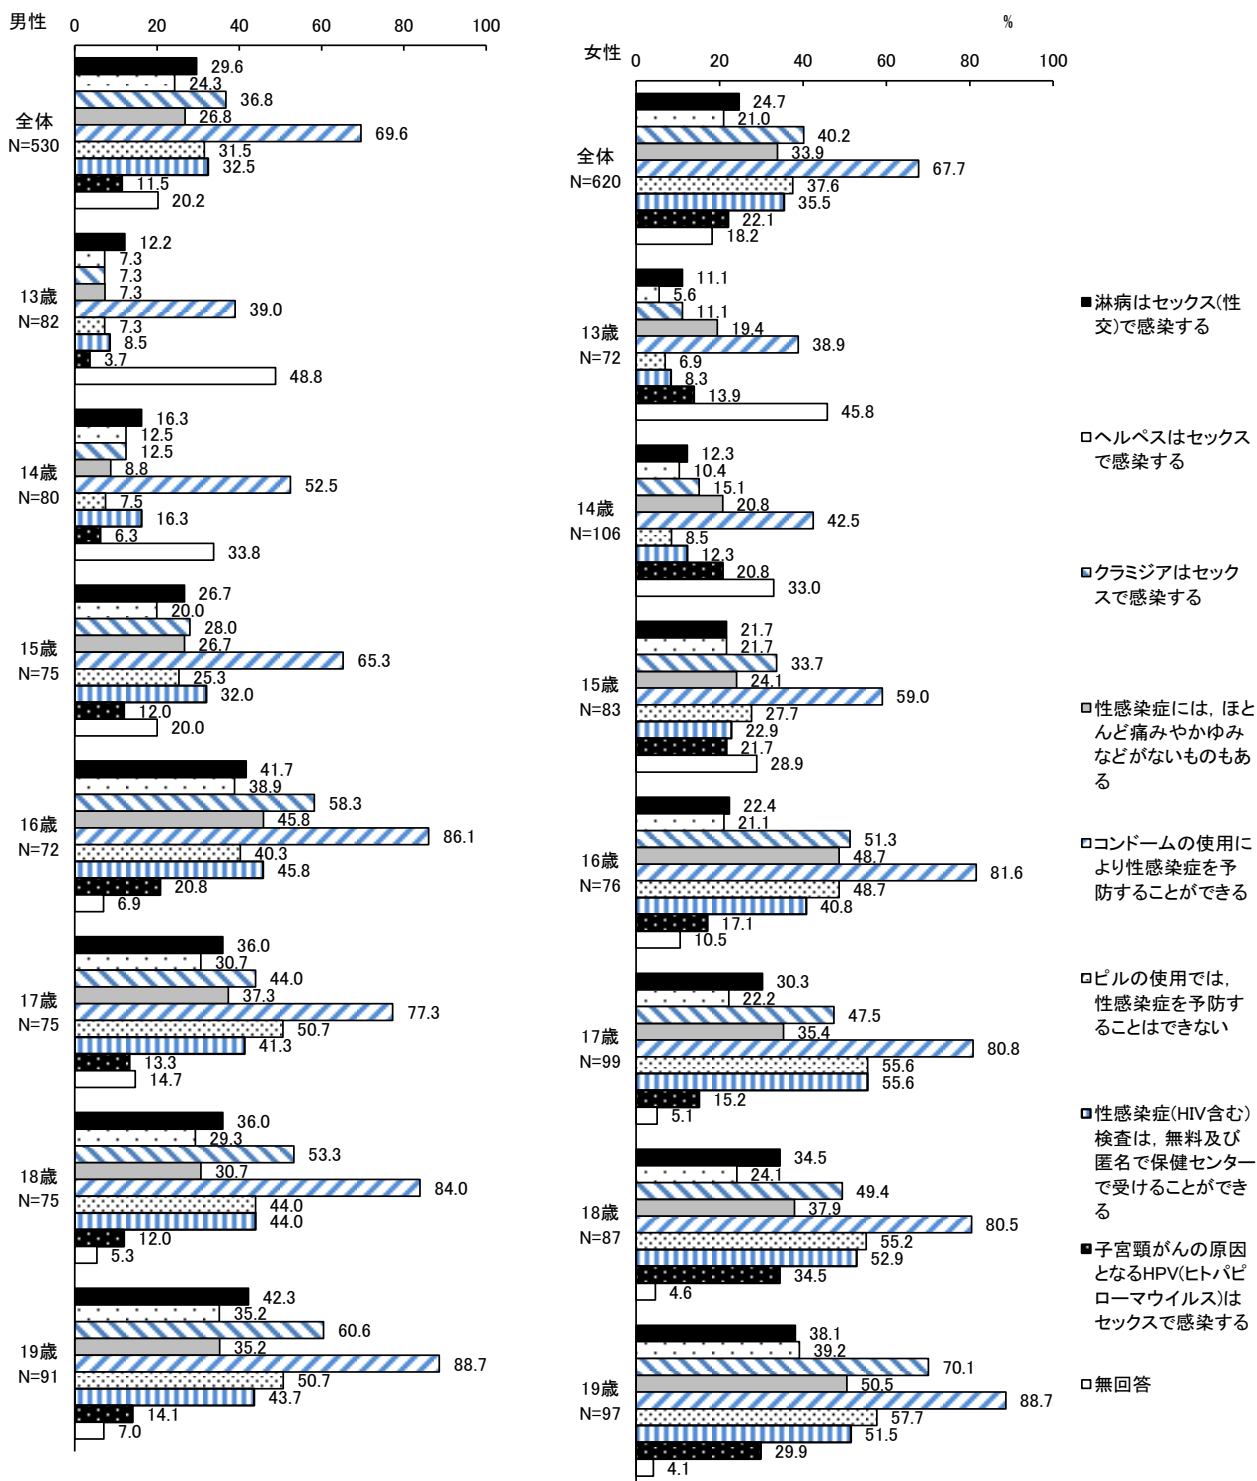 男性
0 20 40 60 80 100
全体
N=530
29.6
24.3
36.8
26.8
69.6
31.5
32.5
11.5
20.2
13歳
N=82
12.2
7.3
7.3
7.3
39.0
7.3
8.5
3.7
48.8
14歳
N=80
16.3
12.5
12.5
8.8
52.5
7.5
16.3
6.3
33.8
15歳
N=75
26.7
20.0
28.0
26.7
65.3
25.3
32.0
12.0
20.0
16歳
N=72
41.7
38.9
58.3
45.8
86.1
40.3
45.8
20.8
6.9
17歳
N=75
36.0
30.7
44.0
37.3
77.3
50.7
41.3
13.3
14.7
18歳
N=75
36.0
29.3
53.3
30.7
84.0
44.0
44.0
12.0
5.3
19歳
N=91
42.3
35.2
60.6
35.2
88.7
50.7
43.7
14.1
7.0
%
女性
0 20 40 60 80 100
全体
N=620
24.7
21.0
40.2
33.9
67.7
37.6
35.5
22.1
18.2
13歳
N=72
11.1
5.6
11.1
19.4
38.9
6.9
8.3
13.9
45.8
14歳
N=106
12.3
10.4
15.1
20.8
42.5
8.5
12.3
20.8
33.0
15歳
N=83
21.7
21.7
33.7
24.1
59.0
27.7
22.9
21.7
28.9
16歳
N=76
22.4
21.1
51.3
48.7
81.6
48.7
40.8
17.1
10.5
17歳
N=99
30.3
22.2
47.5
35.4
80.8
55.6
55.6
15.2
5.1
18歳
N=87
34.5
24.1
49.4
37.9
80.5
55.2
52.9
34.5
4.6
19歳
N=97
38.1
39.2
70.1
50.5
88.7
57.7
51.5
29.9
4.1
淋病はセックス(性
交)で感染する
ヘルペスはセックス
で感染する
クラミジアはセック
スで感染する
性感染症には，ほと
んど痛みやかゆみ
などがないものもあ
る
コンドームの使用に
より性感染症を予
防することができる
ピルの使用では，
性感染症を予防す
ることはできない
性感染症(HIV含む)
検査は，無料及び
匿名で保健センター
で受けることができ
る
子宮頸がんの原因
となるHPV(ヒトパピ
ローマウイルス)は
セックスで感染する
無回答